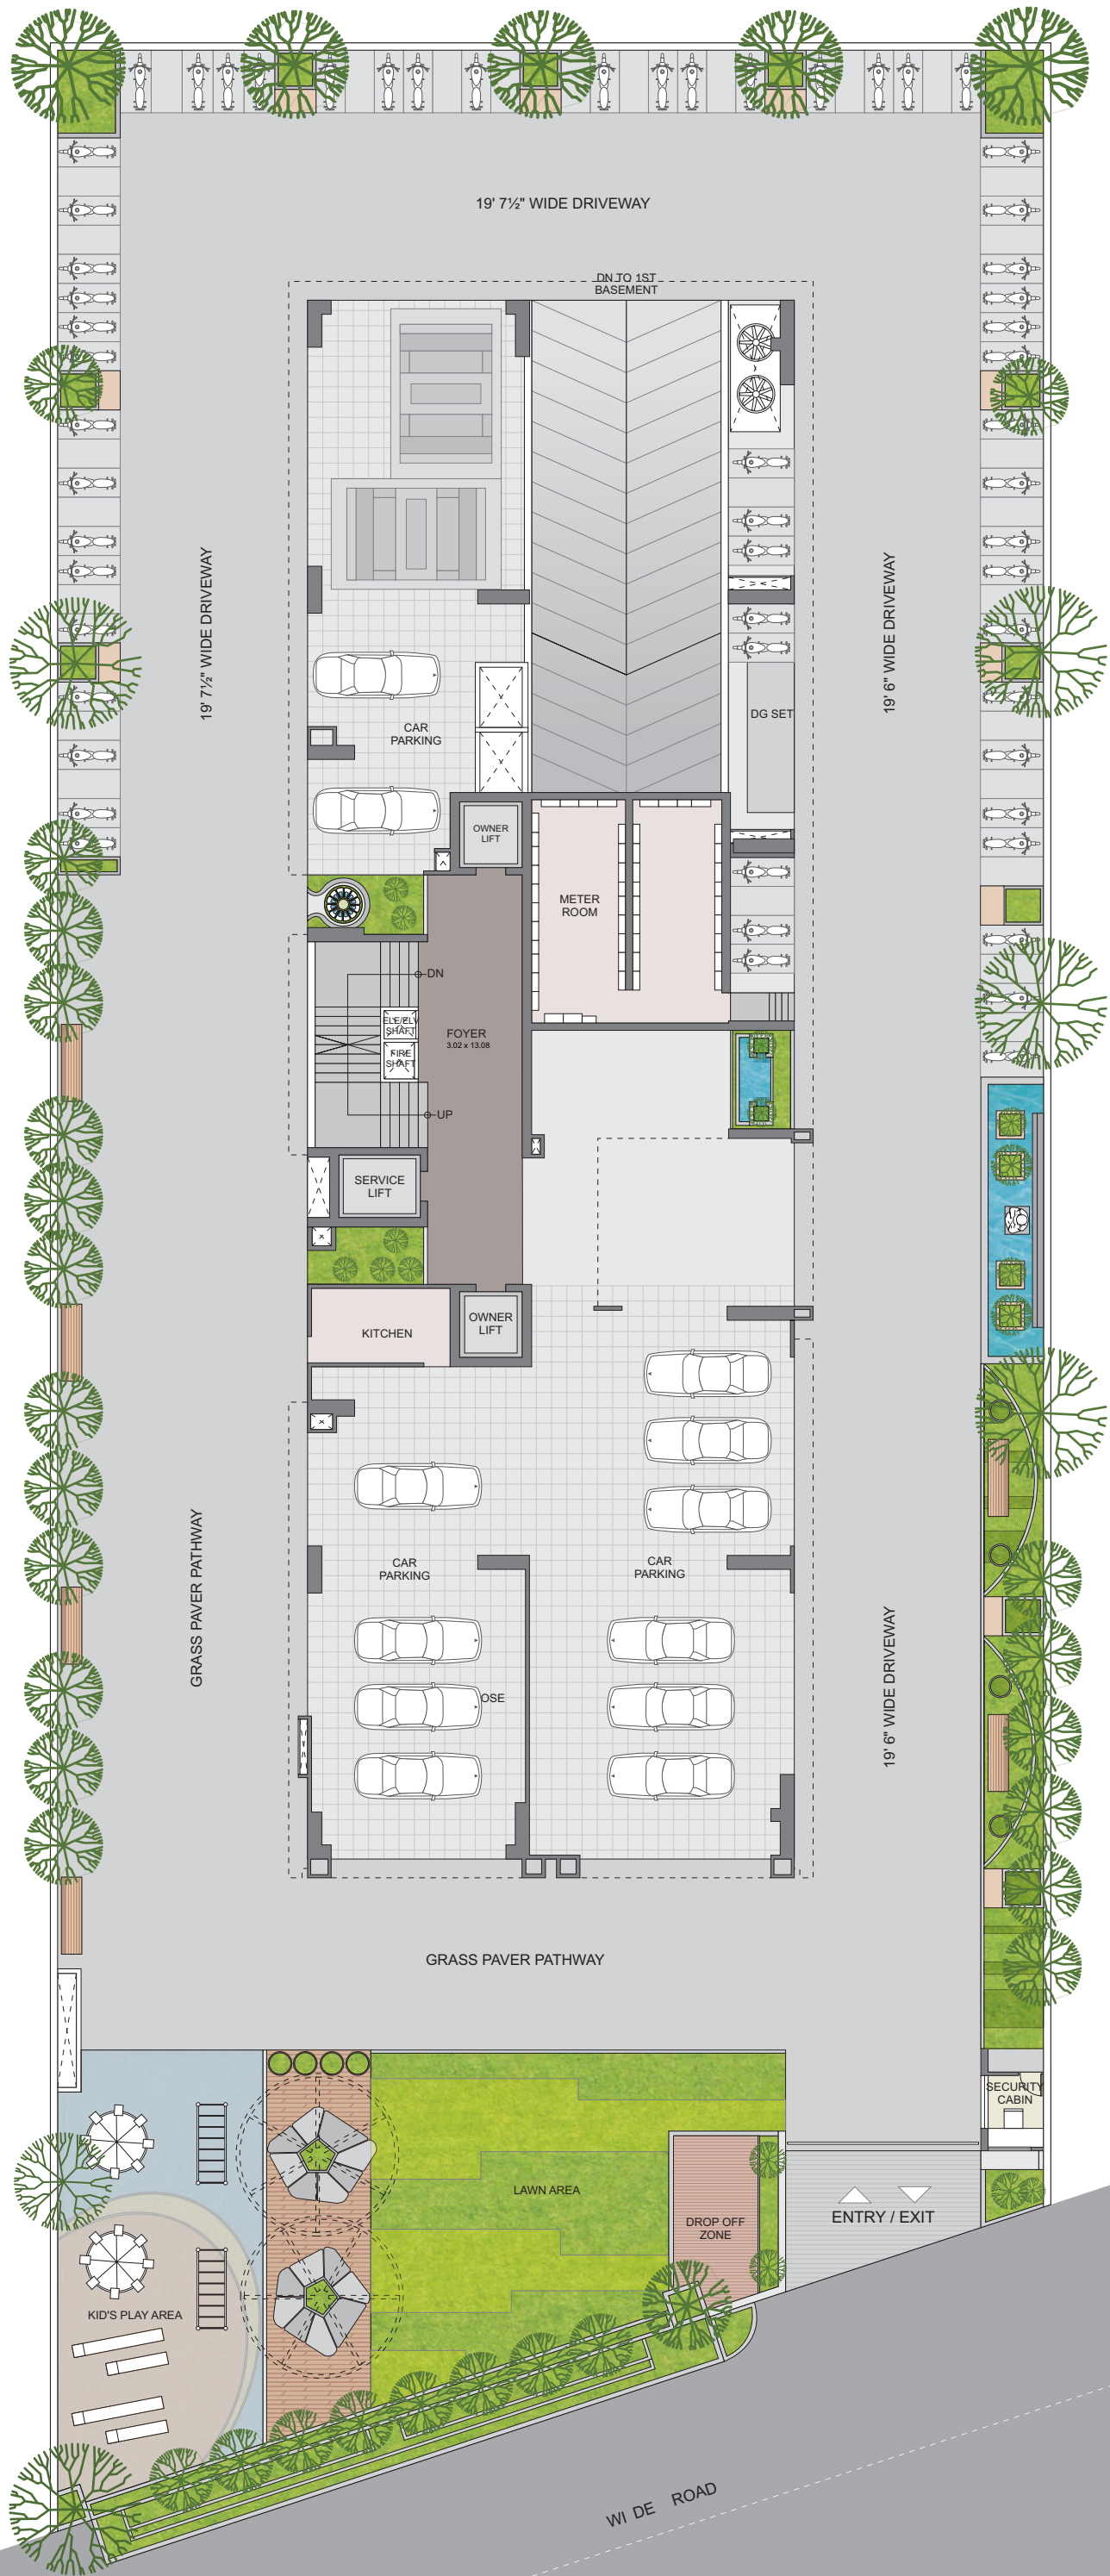 19' 7½" WIDE DRIVEWAY
DN TO 1ST
BASEMENT
19' 7½" WIDE DRIVEWAY
19' 6" WIDE DRIVEWAY
DG SET
CAR
PARKING
OWNER
LIFT
METER
ROOM
DN
ELE/ELV
SHAFT
FIRE
SHAFT
FOYER
3.02 x 13.08
UP
SERVICE
LIFT
OWNER
LIFT
KITCHEN
CAR
PARKING
CAR
PARKING
GRASS PAVER PATHWAY
19' 6" WIDE DRIVEWAY
OSE
GRASS PAVER PATHWAY
SECURITY
CABIN
LAWN AREA
DROP OFF
ZONE
ENTRY / EXIT
KID'S PLAY AREA
WI DE ROAD